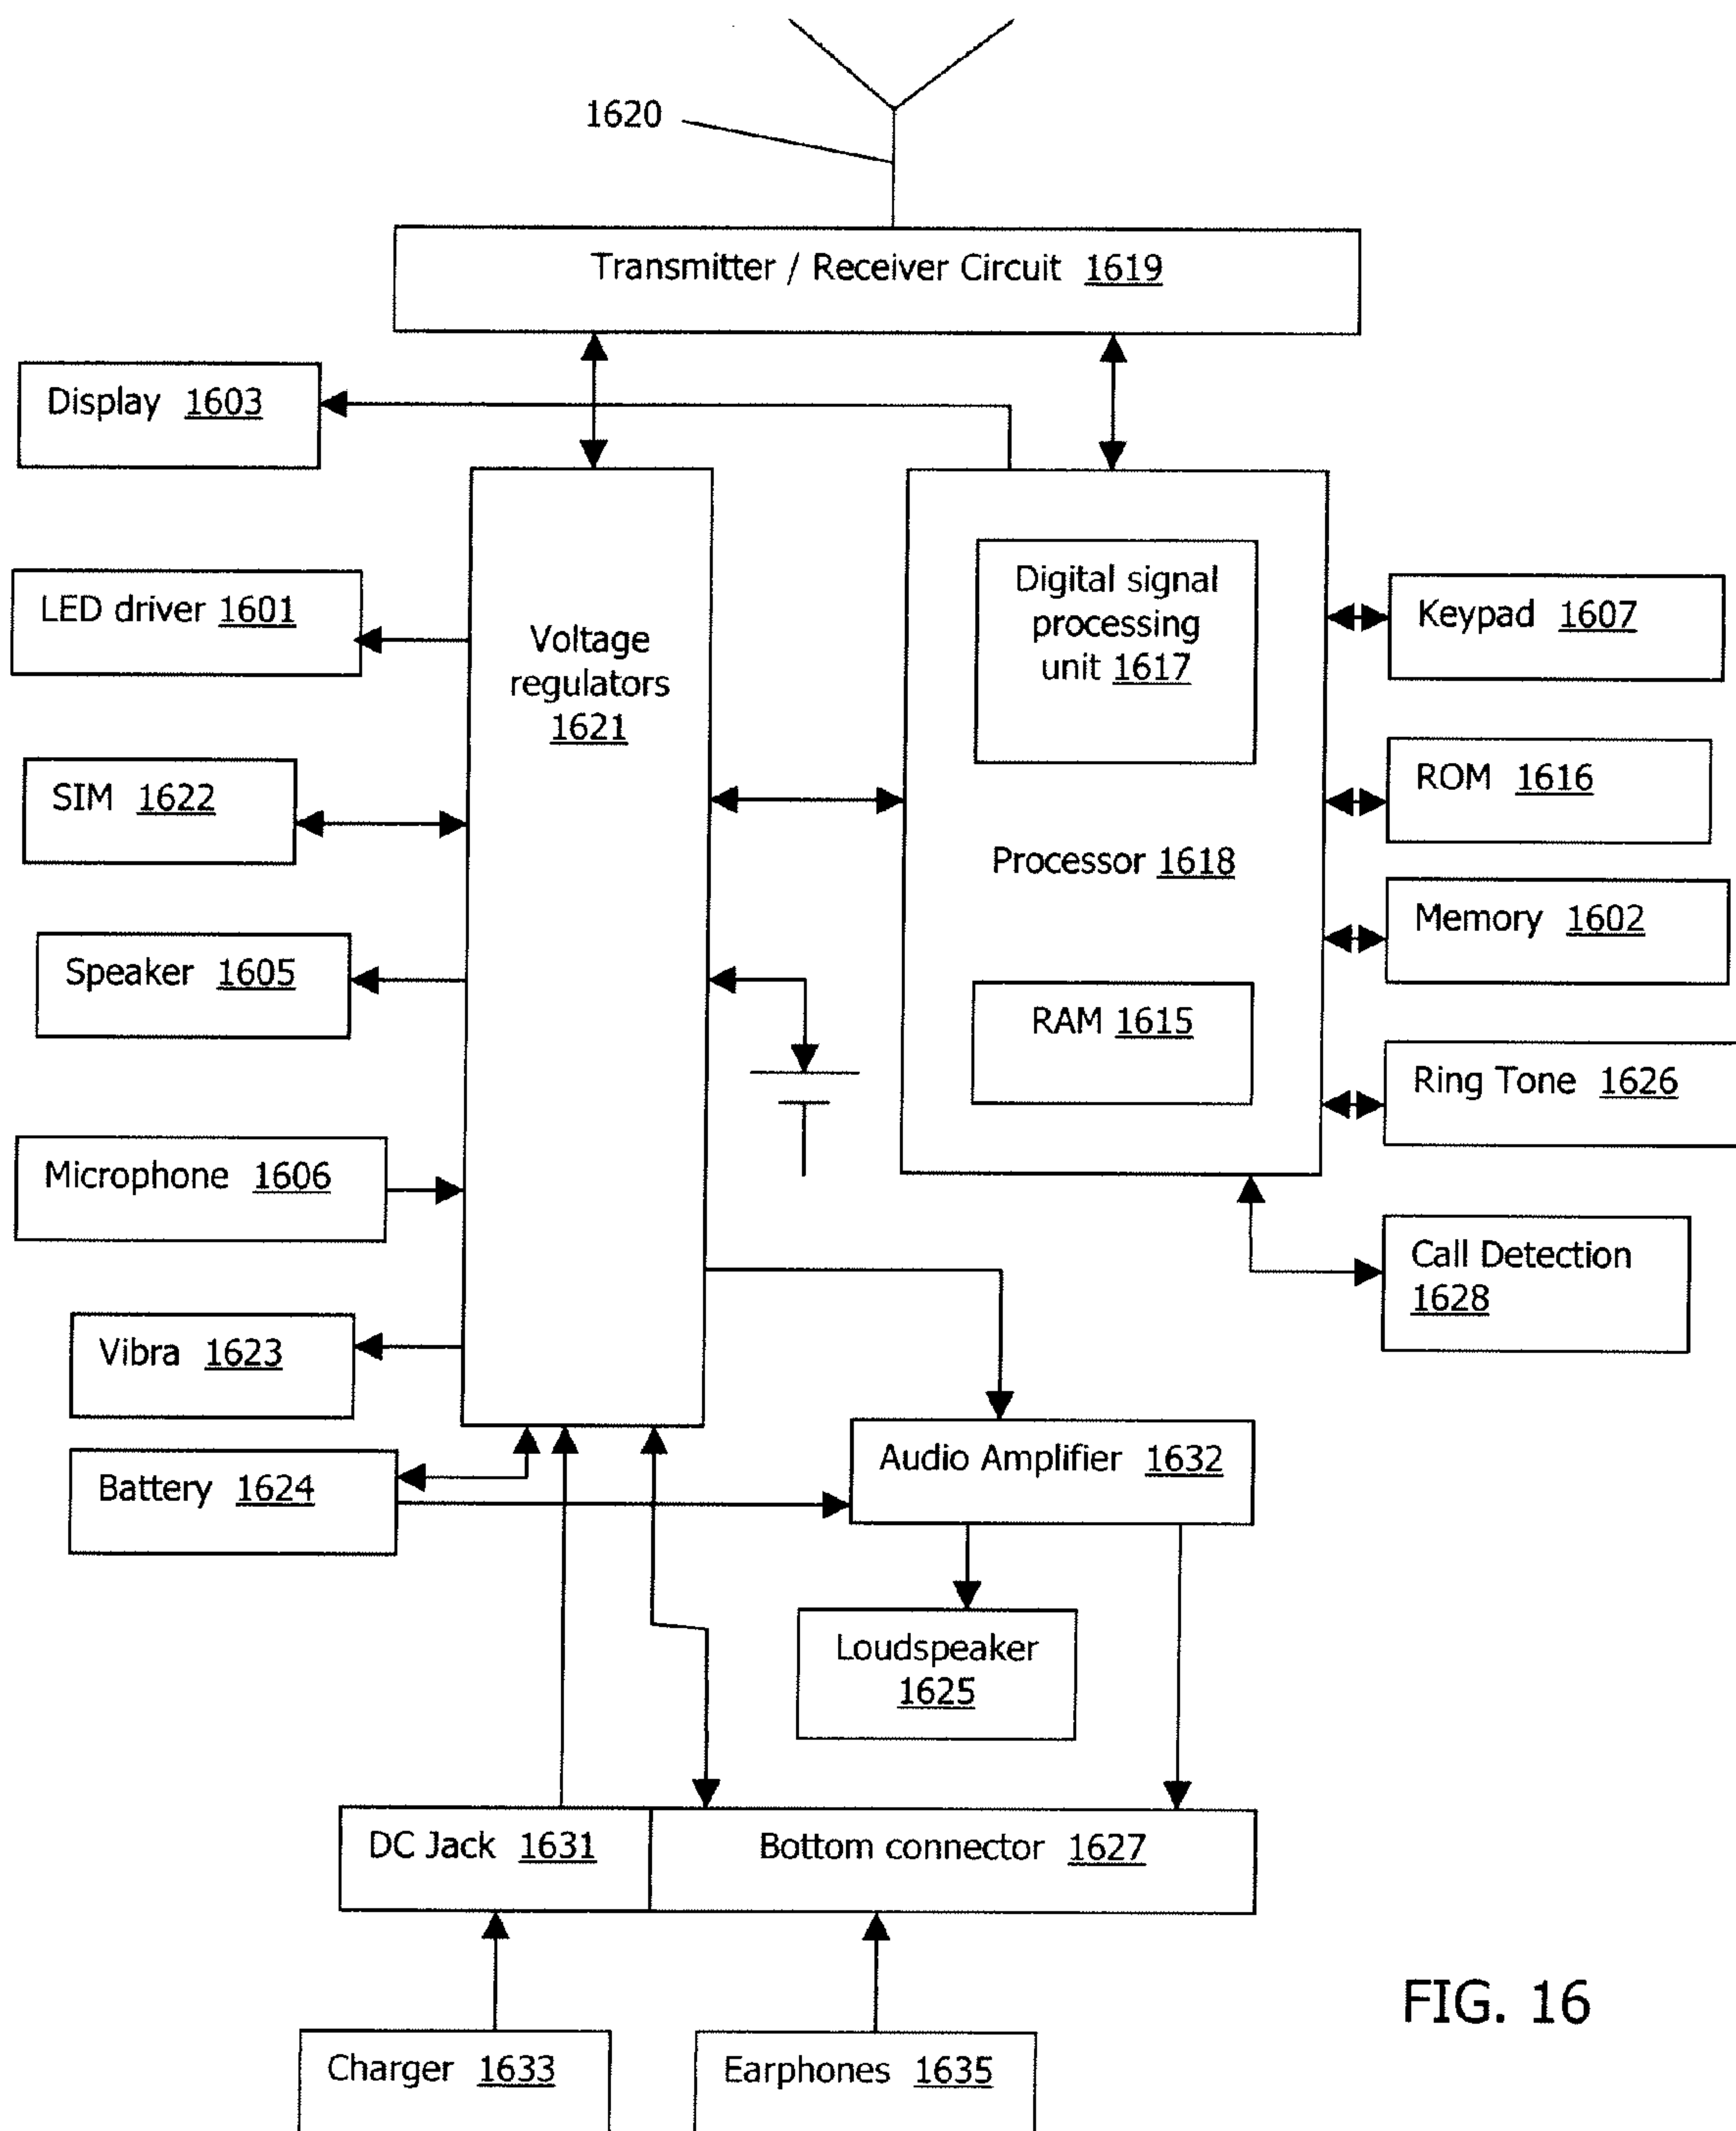 1620
Transmitter / Receiver Circuit 1619
Display 1603
LED driver 1601
SIM 1622
Speaker 1605
Microphone 1606
Vibra 1623
Battery 1624
Voltage
regulators
1621
Digital signal
processing
unit 1617
Processor 1618
RAM 1615
Keypad 1607
ROM 1616
Memory 1602
Ring Tone 1626
Call Detection
1628
Audio Amplifier 1632
Loudspeaker
1625
DC Jack 1631
Bottom connector 1627
Charger 1633
Earphones 1635
FIG. 16